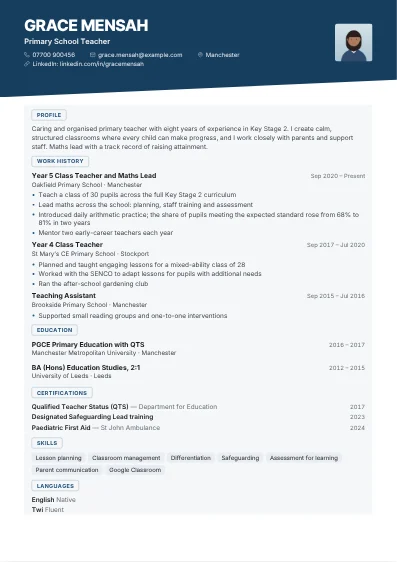 GRACE MENSAH
Primary School Teacher
07700 900456 grace.mensah@example.com Manchester
LinkedIn: linkedin.com/in/gracemensah
PROFILE
Caring and organised primary teacher with eight years of experience in Key Stage 2. I create calm,
structured classrooms where every child can make progress, and I work closely with parents and support
staff. Maths lead with a track record of raising attainment.
WORK HISTORY
Year 5 Class Teacher and Maths Lead Sep 2020 – Present
Oakfield Primary School · Manchester
• Teach a class of 30 pupils across the full Key Stage 2 curriculum
• Lead maths across the school: planning, staff training and assessment
• Introduced daily arithmetic practice; the share of pupils meeting the expected standard rose from 68% to
81% in two years
• Mentor two early-career teachers each year
Year 4 Class Teacher Sep 2017 – Jul 2020
St Mary's CE Primary School · Stockport
• Planned and taught engaging lessons for a mixed-ability class of 28
• Worked with the SENCO to adapt lessons for pupils with additional needs
• Ran the after-school gardening club
Teaching Assistant Sep 2015 – Jul 2016
Brookside Primary School · Manchester
• Supported small reading groups and one-to-one interventions
EDUCATION
PGCE Primary Education with QTS 2016 – 2017
Manchester Metropolitan University · Manchester
BA (Hons) Education Studies, 2:1 2012 – 2015
University of Leeds · Leeds
CERTIFICATIONS
Qualified Teacher Status (QTS) — Department for Education 2017
Designated Safeguarding Lead training 2023
Paediatric First Aid — St John Ambulance 2024
SKILLS
Lesson planning Classroom management Differentiation Safeguarding Assessment for learning
Parent communication Google Classroom
LANGUAGES
English Native
Twi Fluent